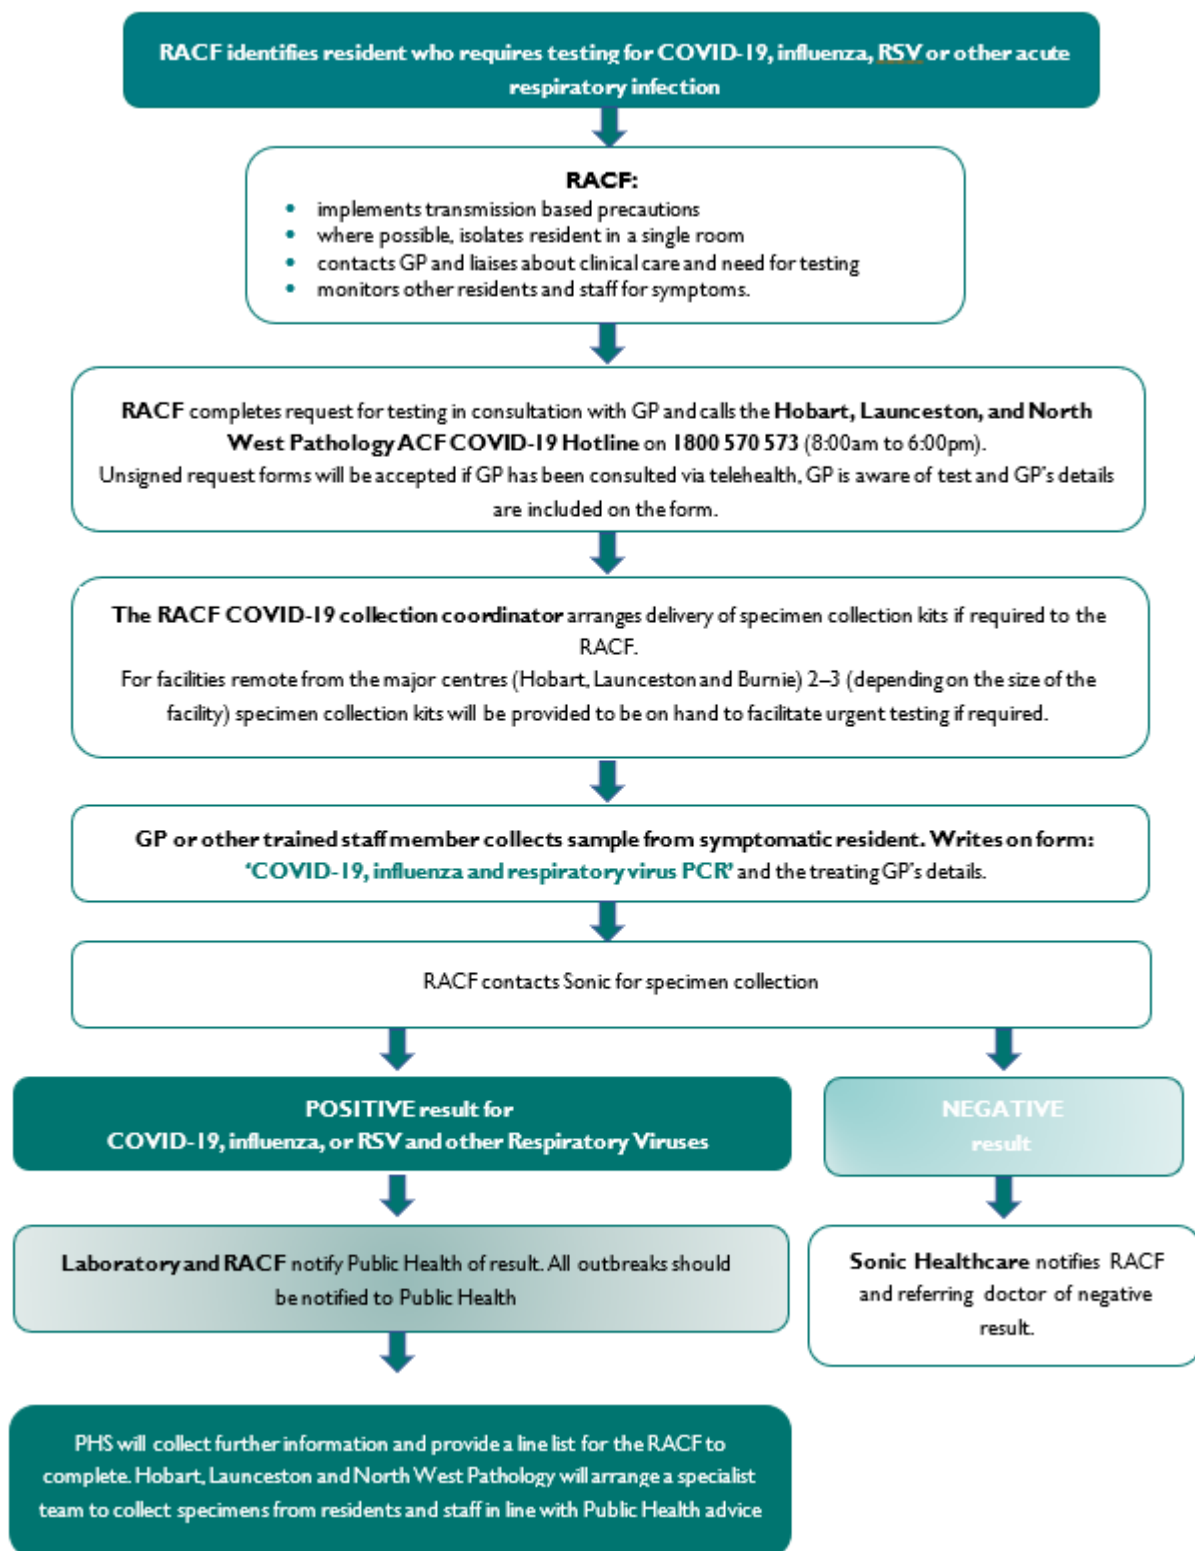 RACF identifies resident who requires testing for COVID-19, influenza, RSV or other acute
respiratory infection
RACF:
• implements transmission based precautions
• where possible, isolates resident in a single room
• contacts GP and liaises about clinical care and need for testing
• monitors other residents and staff for symptoms.
RACF completes request for testing in consultation with GP and calls the Hobart, Launceston, and North
West Pathology ACF COVID-19 Hotline on 1800 570 573 (8:00am to 6:00pm).
Unsigned request forms will be accepted if GP has been consulted via telehealth, GP is aware of test and GP's details
are included on the form.
The RACF COVID-19 collection coordinator arranges delivery of specimen collection kits if required to the
RACF.
For facilities remote from the major centres (Hobart, Launceston and Burnie) 2–3 (depending on the size of the
facility) specimen collection kits will be provided to be on hand to facilitate urgent testing if required.
GP or other trained staff member collects sample from symptomatic resident. Writes on form:
'COVID-19, influenza and respiratory virus PCR' and the treating GP's details.
RACF contacts Sonic for specimen collection
POSITIVE result for
COVID-19, influenza, or RSV and other Respiratory Viruses
NEGATIVE
result
Laboratory and RACF notify Public Health of result. All outbreaks should
be notified to Public Health
Sonic Healthcare notifies RACF
and referring doctor of negative
result.
PHS will collect further information and provide a line list for the RACF to
complete. Hobart, Launceston and North West Pathology will arrange a specialist
team to collect specimens from residents and staff in line with Public Health advice